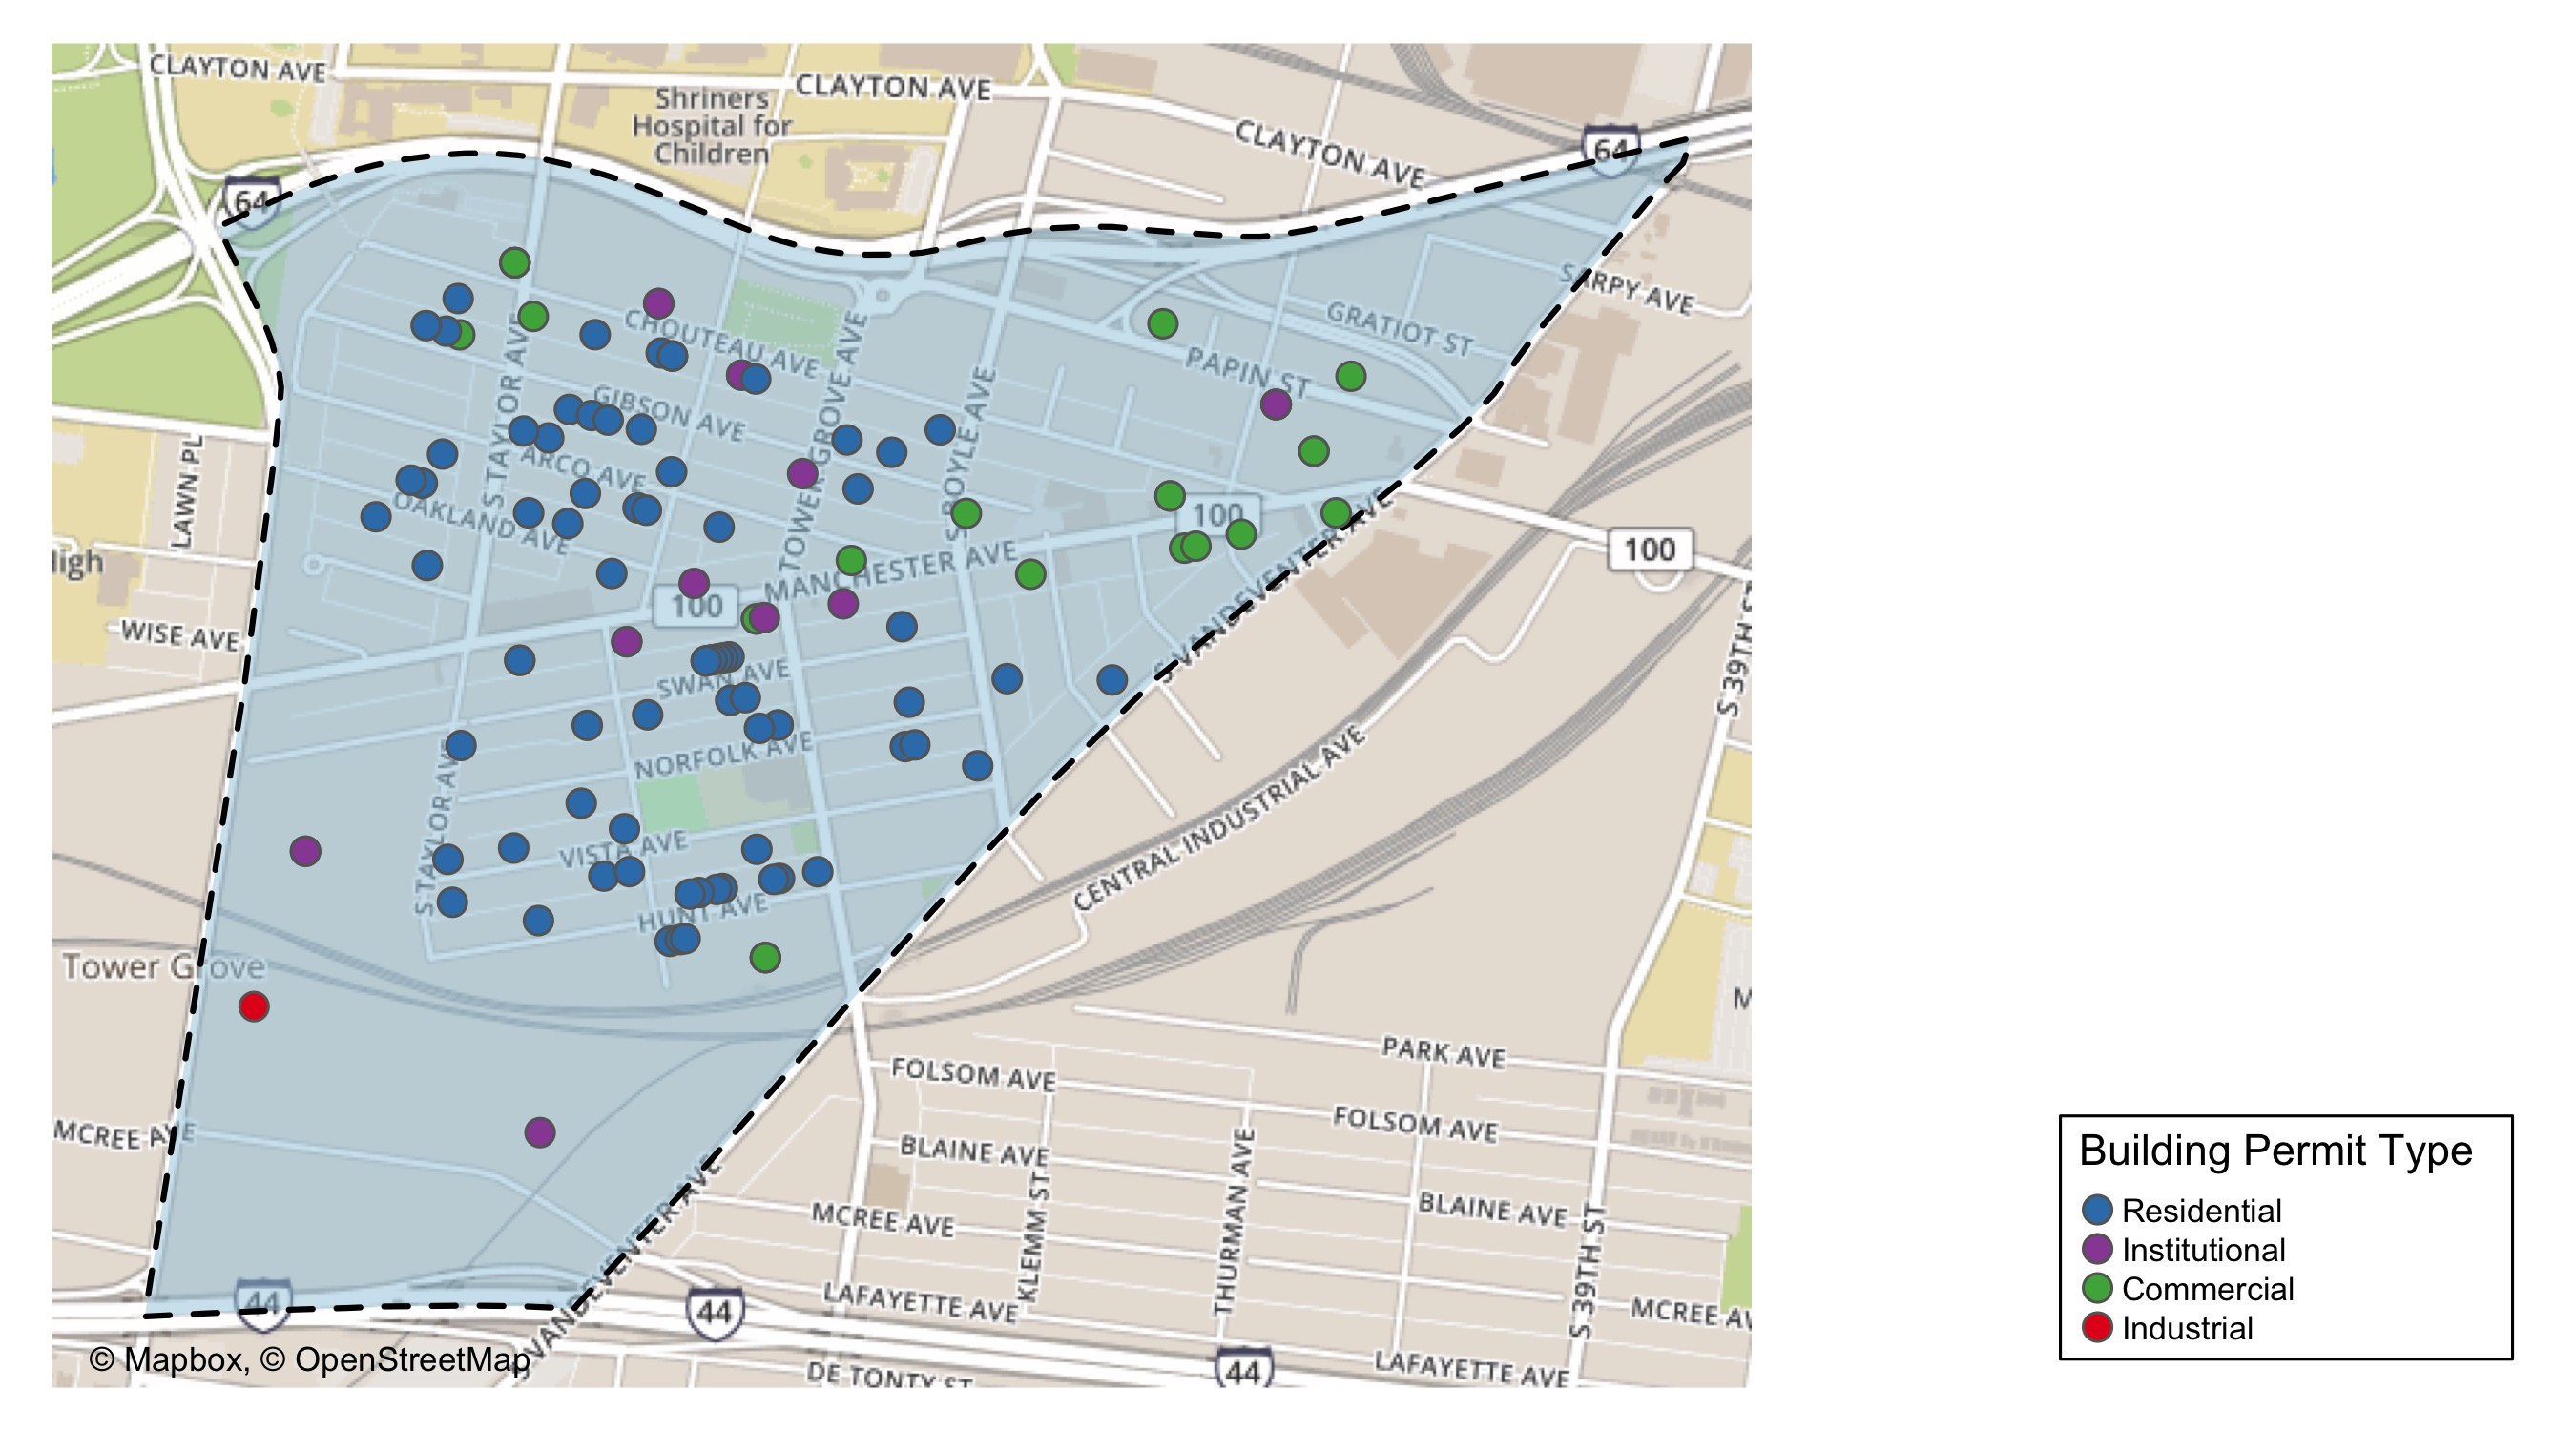 CLAYTON AVE
CLAYTON AVE
Shriners
Hospital for
Children
CLAYTON AVE
64
64
SARPY AVE
GRATIOT ST
CHOUTEAU AVE
PAPIN ST
S TAYLOR AVE
TOWER GROVE AVE
S BOYLE AVE
GIBSON AVE
LAWN PL
ARCO AVE
OAKLAND AVE
100
100
MANCHESTER AVE
S VANDEVENTER AVE
100
WISE AVE
SWAN AVE
S 39TH ST
NORFOLK AVE
S TAYLOR AVE
CENTRAL INDUSTRIAL AVE
VISTA AVE
HUNT AVE
Tower Grove
PARK AVE
FOLSOM AVE
FOLSOM AVE
MCREE AVE
BLAINE AVE
BLAINE AVE
MCREE AVE
KLEMM ST
THURMAN AVE
S 39TH ST
S VANDEVENTER AVE
LAFAYETTE AVE
MCREE AV
44
44
44
LAFAYETTE AVE
DE TONTY ST
© Mapbox, © OpenStreetMap
Building Permit Type
Residential
Institutional
Commercial
Industrial